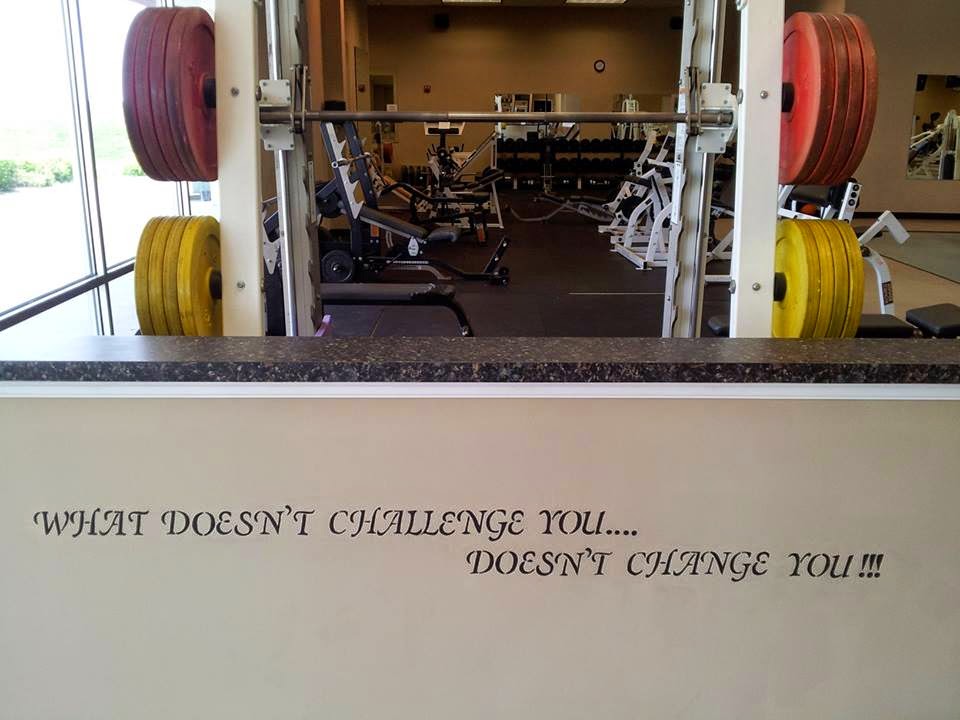 WHAT DOESN'T CHALLENGE YOU....
DOESN'T CHANGE YOU!!!